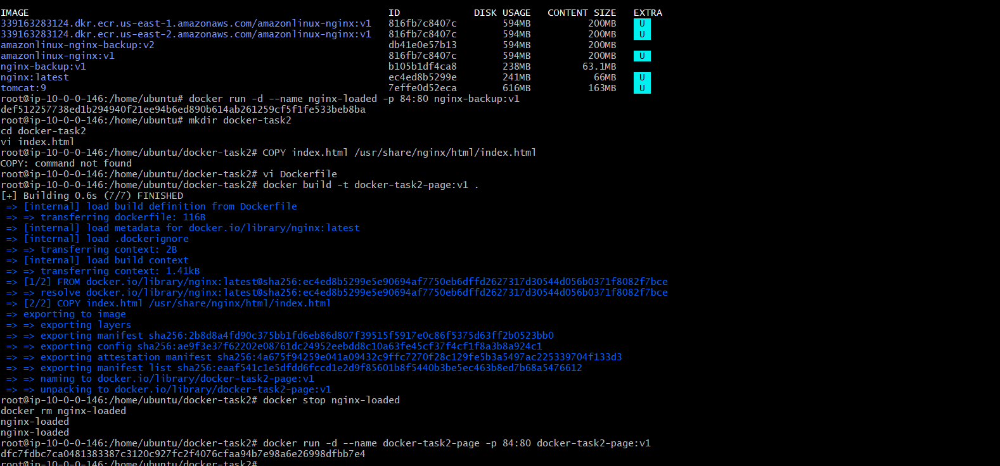 IMAGE ID DISK USAGE CONTENT SIZE EXTRA
339163283124.dkr.ecr.us-east-1.amazonaws.com/amazonlinux-nginx:v1 816fb7c8407c 594MB 200MB U
339163283124.dkr.ecr.us-east-2.amazonaws.com/amazonlinux-nginx:v1 816fb7c8407c 594MB 200MB U
amazonlinux-nginx-backup:v2 db41e0e57b13 594MB 200MB
amazonlinux-nginx:v1 816fb7c8407c 594MB 200MB U
nginx-backup:v1 b105b1df4ca8 238MB 63.1MB
nginx:latest ec4ed8b5299e 241MB 66MB U
tomcat:9 7effe0d52eca 616MB 163MB U
root@ip-10-0-0-146:/home/ubuntu# docker run -d --name nginx-loaded -p 84:80 nginx-backup:v1
def512257738ed1b294940f21ee94b6ed890b614ab261259cf5f1fe533beb8ba
root@ip-10-0-0-146:/home/ubuntu# mkdir docker-task2
cd docker-task2
vi index.html
root@ip-10-0-0-146:/home/ubuntu/docker-task2# COPY index.html /usr/share/nginx/html/index.html
COPY: command not found
root@ip-10-0-0-146:/home/ubuntu/docker-task2# vi Dockerfile
root@ip-10-0-0-146:/home/ubuntu/docker-task2# docker build -t docker-task2-page:v1 .
[+] Building 0.6s (7/7) FINISHED
=> [internal] load build definition from Dockerfile
=> => transferring dockerfile: 116B
=> [internal] load metadata for docker.io/library/nginx:latest
=> [internal] load .dockerignore
=> => transferring context: 2B
=> [internal] load build context
=> => transferring context: 1.41kB
=> [1/2] FROM docker.io/library/nginx:latest@sha256:ec4ed8b5299e5e90694af7750eb6dffd2627317d30544d056b0371f8082f7bce
=> => resolve docker.io/library/nginx:latest@sha256:ec4ed8b5299e5e90694af7750eb6dffd2627317d30544d056b0371f8082f7bce
=> [2/2] COPY index.html /usr/share/nginx/html/index.html
=> exporting to image
=> => exporting layers
=> => exporting manifest sha256:2b8d8a4fd90c375bb1fd6eb86d807f39515f5917e0c86f5375d63ff2b0523bb0
=> => exporting config sha256:ae9f3e37f62202e08761dc24952eebdd8c10a63fe45cf37f4cf1f8a3b8a924c1
=> => exporting attestation manifest sha256:4a675f94259e041a09432c9ffc7270f28c129fe5b3a5497ac225339704f133d3
=> => exporting manifest list sha256:eaaf541c1e5dfdd6fccd1e2d9f85601b8f5440b3be5ec463b8ed7b68a5476612
=> => naming to docker.io/library/docker-task2-page:v1
=> => unpacking to docker.io/library/docker-task2-page:v1
root@ip-10-0-0-146:/home/ubuntu/docker-task2# docker stop nginx-loaded
docker rm nginx-loaded
nginx-loaded
nginx-loaded
root@ip-10-0-0-146:/home/ubuntu/docker-task2# docker run -d --name docker-task2-page -p 84:80 docker-task2-page:v1
dfc7fdbc7ca0481383387c3120c927fc2f4076cfaa94b7e98a6e26998dfbb7e4
root@ip-10-0-0-146:/home/ubuntu/docker-task2#